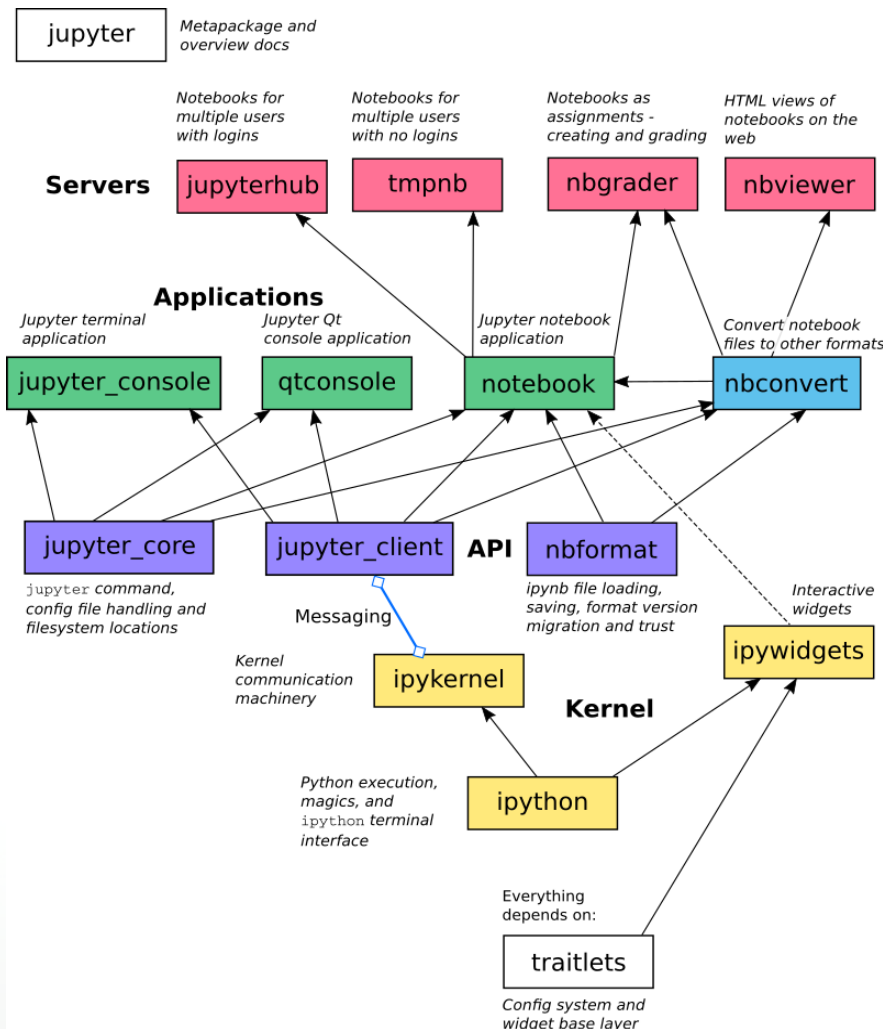 jupyter
Metapackage and
overview docs
Notebooks for
multiple users
with logins
Notebooks for
multiple users
with no logins
Notebooks as
assignments -
creating and grading
HTML views of
notebooks on the
web
Servers
jupyterhub
tmpnb
nbgrader
nbviewer
Applications
Jupyter terminal
application
Jupyter Qt
console application
Jupyter notebook
application
Convert notebook
files to other formats
jupyter_console
qtconsole
notebook
nbconvert
jupyter_core
jupyter_client
API
nbformat
jupyter command,
config file handling and
filesystem locations
ipynb file loading,
saving, format version
migration and trust
Interactive
widgets
Messaging
Kernel
communication
machinery
ipykernel
ipywidgets
Kernel
Python execution,
magics, and
ipython terminal
interface
ipython
Everything
depends on:
traitlets
Config system and
widget base layer